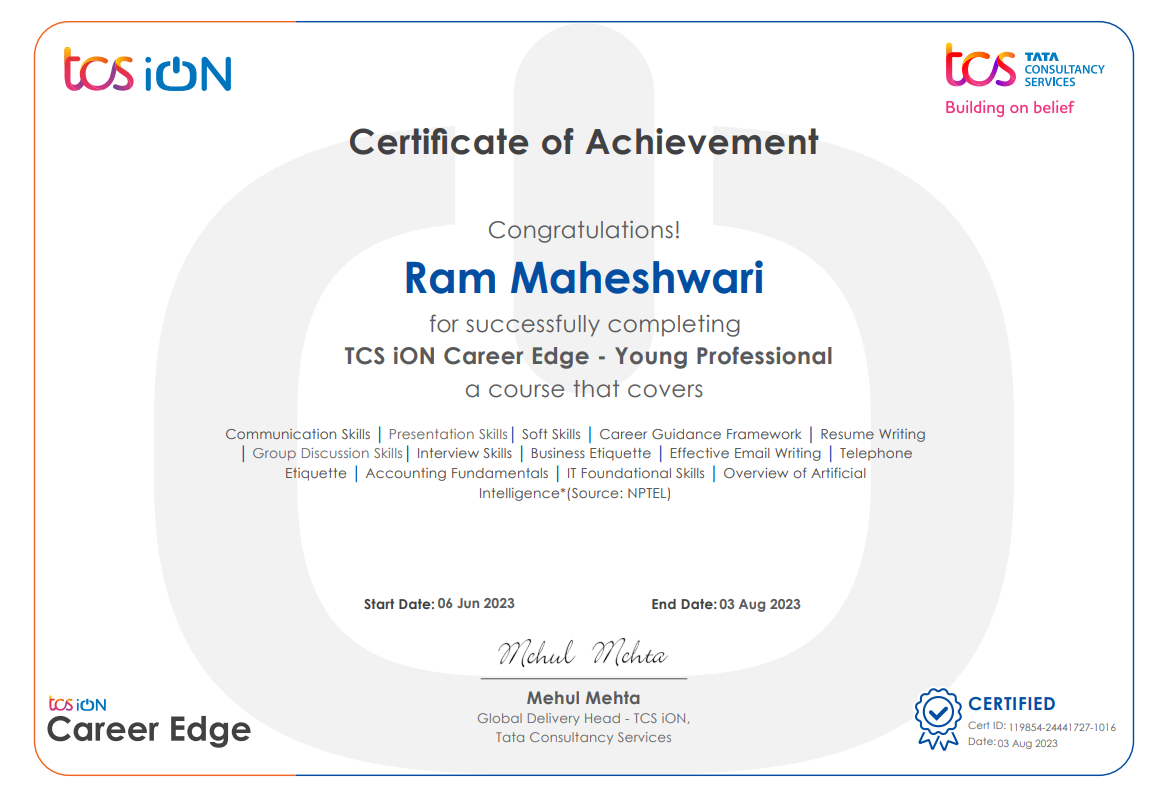 tcs iON
tcs TATA
CONSULTANCY
SERVICES
Building on belief
Certificate of Achievement
Congratulations!
Ram Maheshwari
for successfully completing
TCS iON Career Edge - Young Professional
a course that covers
Communication Skills | Presentation Skills| Soft Skills | Career Guidance Framework | Resume Writing
| Group Discussion Skills| Interview Skills | Business Etiquette | Effective Email Writing | Telephone
Etiquette | Accounting Fundamentals | IT Foundational Skills | Overview of Artificial
Intelligence*(Source: NPTEL)
Start Date: 06 Jun 2023 End Date: 03 Aug 2023
Mehul Mehta
Mehul Mehta
Global Delivery Head - TCS iON,
Tata Consultancy Services
tcs iON
Career Edge
CERTIFIED
Cert ID: 119854-24441727-1016
Date: 03 Aug 2023